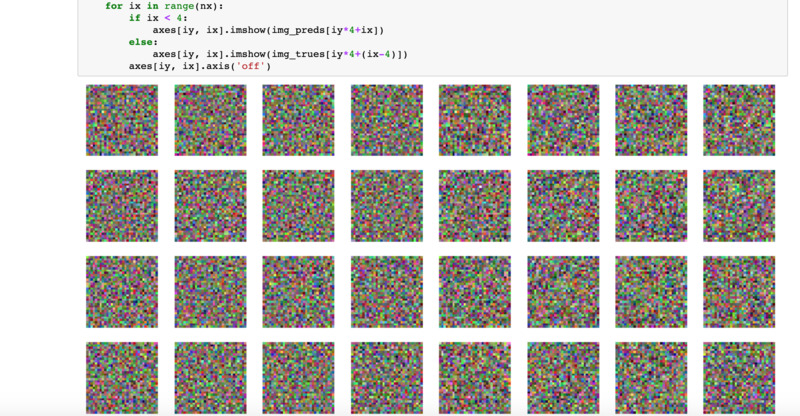 for ix in range(nx):
if ix < 4:
axes[iy, ix].imshow(img_preds[iy*4+ix])
else:
axes[iy, ix].imshow(img_trues[iy*4+(ix-4)])
axes[iy, ix].axis('off')